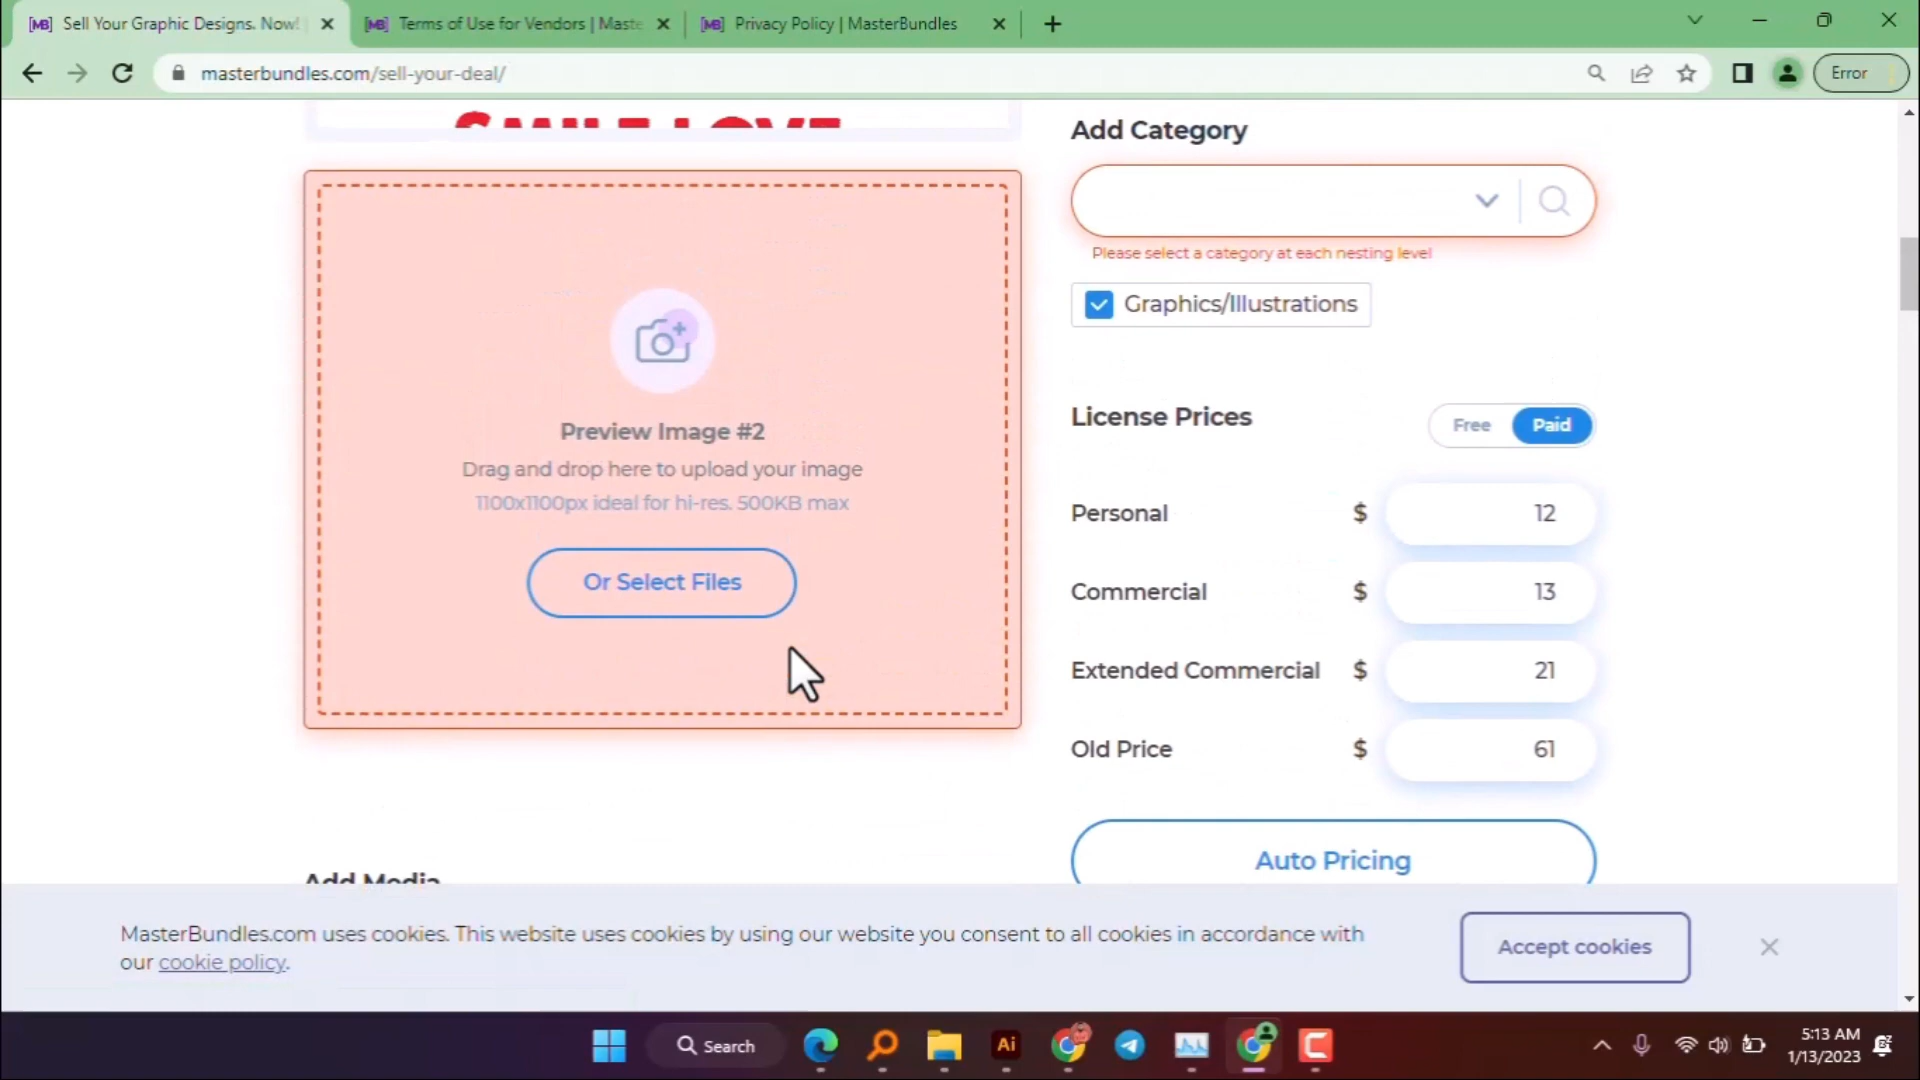 Sell Your Graphic Designs. Now!
Terms of Use for Vendors | Maste
Privacy Policy | MasterBundles
masterbundles.com/sell-your-deal/
Error
SMILE LOVE
Add Category
Please select a category at each nesting level
Graphics/Illustrations
Preview Image #2
Drag and drop here to upload your image
1100x1100px ideal for hi-res. 500KB max
Or Select Files
License Prices
Free
Paid
Personal $ 12
Commercial $ 13
Extended Commercial $ 21
Old Price $ 61
Auto Pricing
Add Media
MasterBundles.com uses cookies. This website uses cookies by using our website you consent to all cookies in accordance with
our cookie policy.
Accept cookies
Search
Ai
5:13 AM
1/13/2023